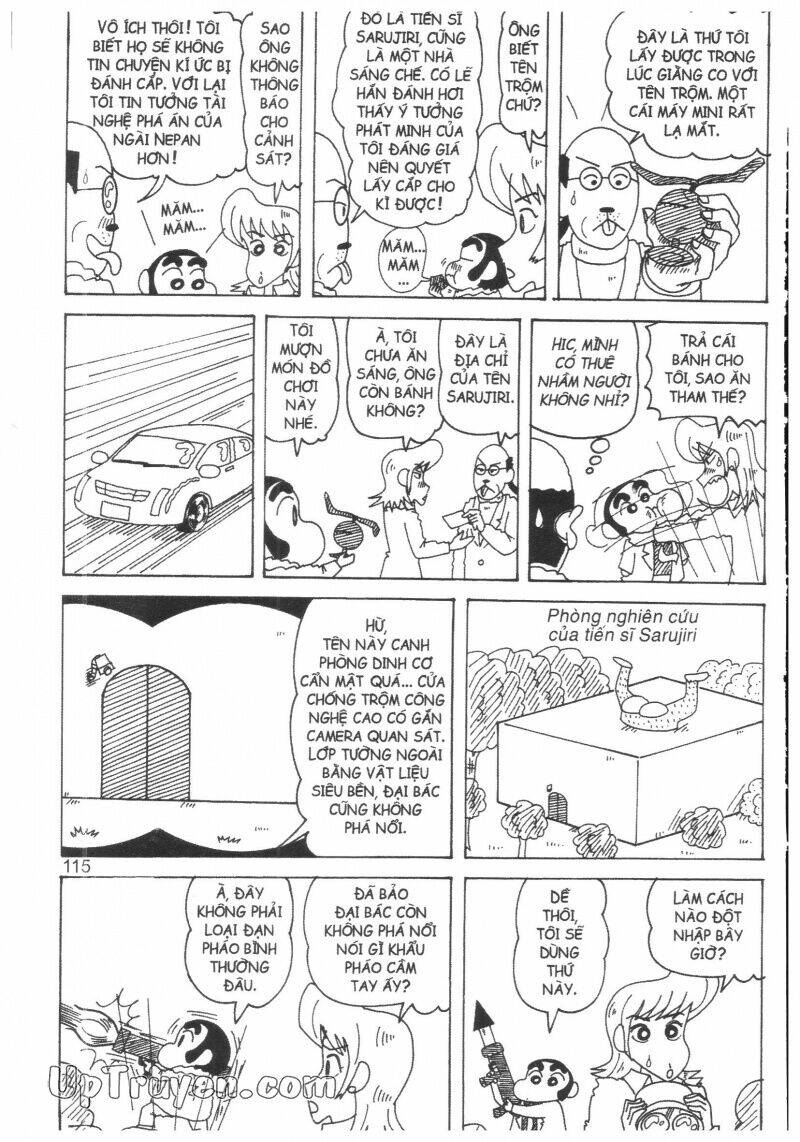 ĐÂY LÀ THỨ TÔI
LẤY ĐƯỢC TRONG
LÚC GIẰNG CO VỚI
TÊN TRỘM. MỘT
CÁI MÁY MINI RẤT
LẠ MẮT.
ÔNG
BIẾT
TÊN
TRỘM
CHỨ?
ĐÓ LÀ TIẾN SĨ
SARUJIRI, CŨNG
LÀ MỘT NHÀ
SÁNG CHẾ. CÓ LẼ
HẮN ĐÁNH HƠI
THẤY Ý TƯỞNG
PHÁT MINH CỦA
TÔI ĐÁNG GIÁ
NÊN QUYẾT
LẤY CẮP CHO
KÌ ĐƯỢC!
MĂM...
MĂM
...
SAO
ÔNG
KHÔNG
THÔNG
BÁO
CHO
CẢNH
SÁT?
VÔ ÍCH THÔI! TÔI
BIẾT HỌ SẼ KHÔNG
TIN CHUYỆN KÍ ỨC BỊ
ĐÁNH CẮP. VỚI LẠI
TÔI TIN TƯỞNG TÀI
NGHỆ PHÁ ÁN CỦA
NGÀI NEPAN
HƠN!
MĂM...
MĂM...
TRẢ CÁI
BÁNH CHO
TÔI, SAO ĂN
THAM THẾ?
HIC, MÌNH
CÓ THUÊ
NHẦM NGƯỜI
KHÔNG NHỈ?
ĐÂY LÀ
ĐỊA CHỈ
CỦA TÊN
SARUJIRI.
À, TÔI
CHƯA ĂN
SÁNG, ÔNG
CÒN BÁNH
KHÔNG?
TÔI
MƯỢN
MÓN ĐỒ
CHƠI
NÀY
NHÉ.
Phòng nghiên cứu
của tiến sĩ Sarujiri
HỪ,
TÊN NÀY CANH
PHÒNG DINH CƠ
CẨN MẬT QUÁ... CỬA
CHỐNG TRỘM CÔNG
NGHỆ CAO CÓ GẮN
CAMERA QUAN SÁT.
LỚP TƯỜNG NGOÀI
BẰNG VẬT LIỆU
SIÊU BỀN, ĐẠI BÁC
CŨNG KHÔNG
PHÁ NỔI.
115
LÀM CÁCH
NÀO ĐỘT
NHẬP BÂY
GIỜ?
DỄ
THÔI,
TÔI SẼ
DÙNG
THỨ
NÀY.
ĐÃ BẢO
ĐẠI BÁC CÒN
KHÔNG PHÁ NỔI
NÓI GÌ KHẨU
PHÁO CẦM
TAY ẤY?
À, ĐÂY
KHÔNG PHẢI
LOẠI ĐẠN
PHÁO BÌNH
THƯỜNG
ĐÂU.
UpTruyen.com